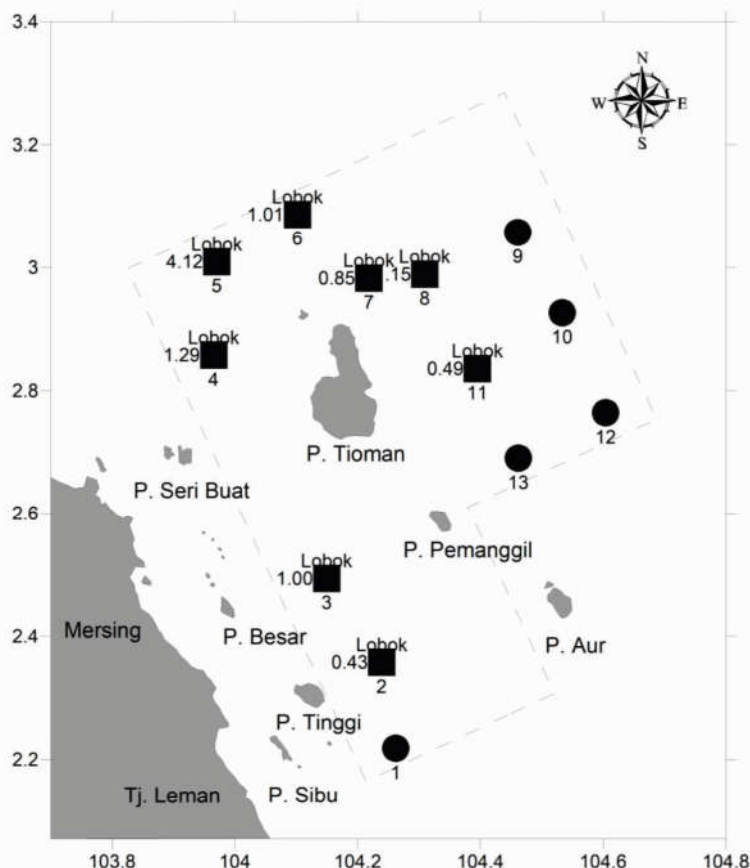 3.4
N
W E
S
3.2
Lobok
1.01
6
Lobok
4.12
5
9
3
Lobok
0.85
7
Lobok
.15
8
10
Lobok
1.29
4
Lobok
0.49
11
2.8
12
P. Tioman
13
P. Seri Buat
2.6
P. Pemanggil
Lobok
1.00
3
Mersing
P. Besar
P. Aur
2.4
Lobok
0.43
2
P. Tinggi
2.2
1
Tj. Leman
P. Sibu
103.8 104 104.2 104.4 104.6 104.8